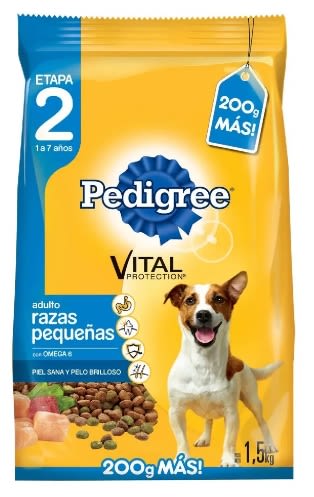 ETAPA
2
1 a 7 años
200g
MÁS!
Pedigree®
VITAL
PROTECTION®
adulto
razas
pequeñas
con OMEGA 6
PIEL SANA Y PELO BRILLOSO
1,5kg
200g MÁS!